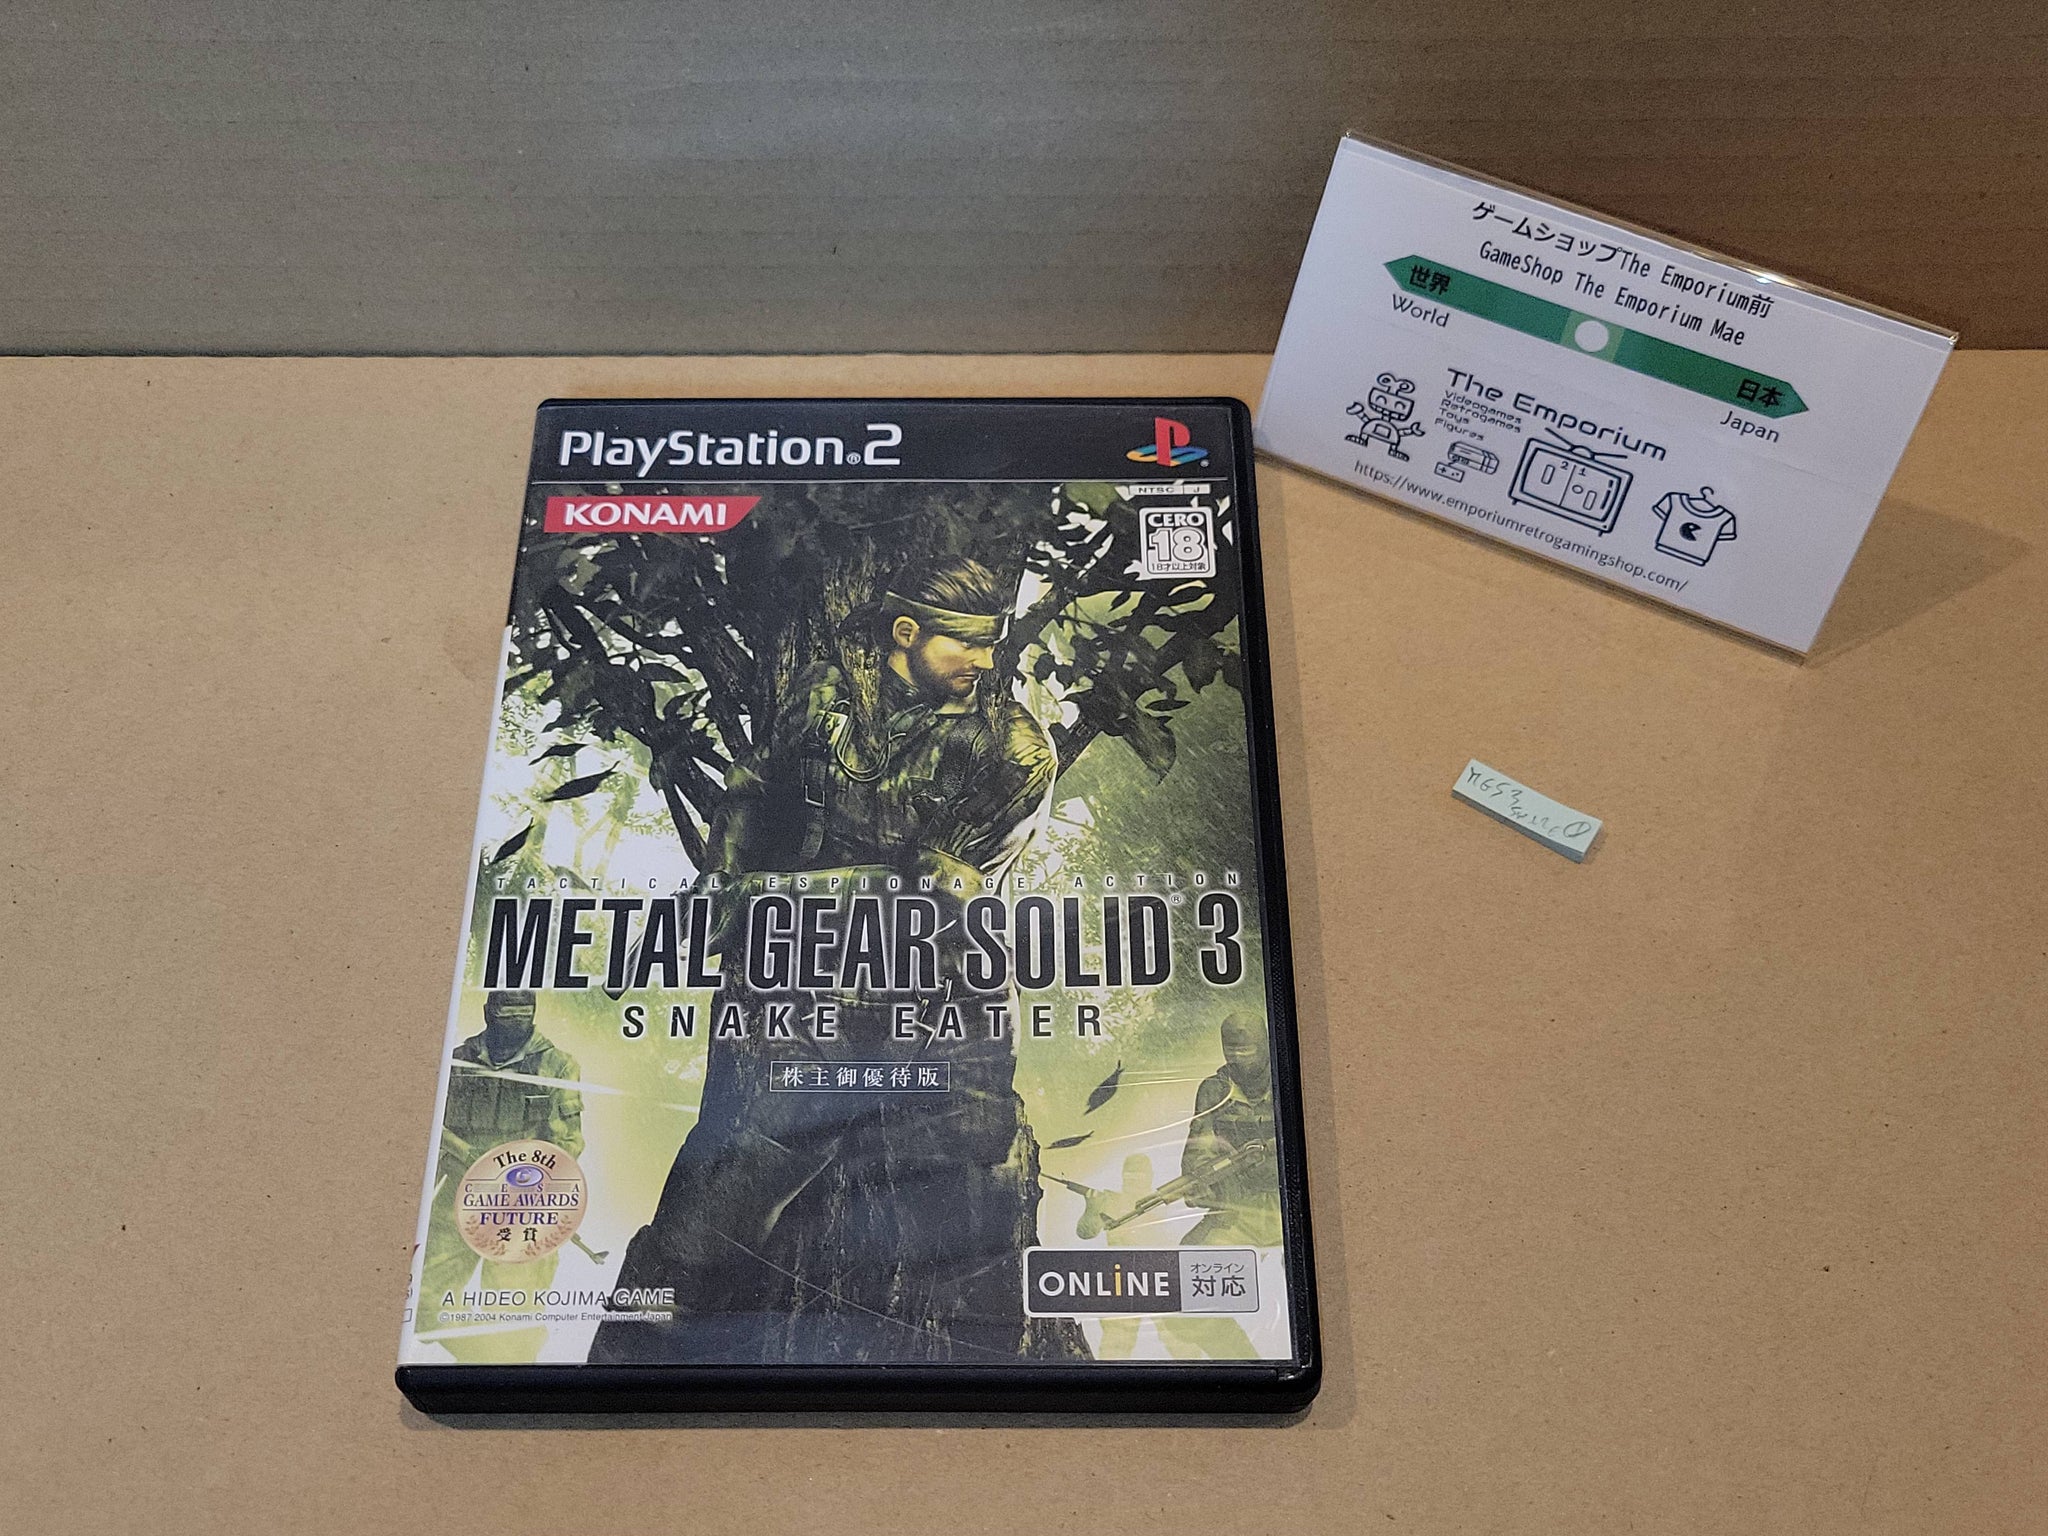 PlayStation®2
NTSC J
KONAMI
CERO
18
18才以上対象
TACTICAL ESPIONAGE ACTION
METAL GEAR SOLID® 3
SNAKE EATER
株主御優待版
The 8th
CESA
GAME AWARDS
FUTURE
受賞
ONLiNE
オンライン
対応
A HIDEO KOJIMA GAME
©1987 2004 Konami Computer Entertainment Japan
ゲームショップThe Emporium前
GameShop The Emporium Mae
世界
World
日本
Japan
The Emporium
Videogames
Retrogames
Toys
Figures
2 1
https://www.emporiumretrogamingshop.com/
MGS3
①